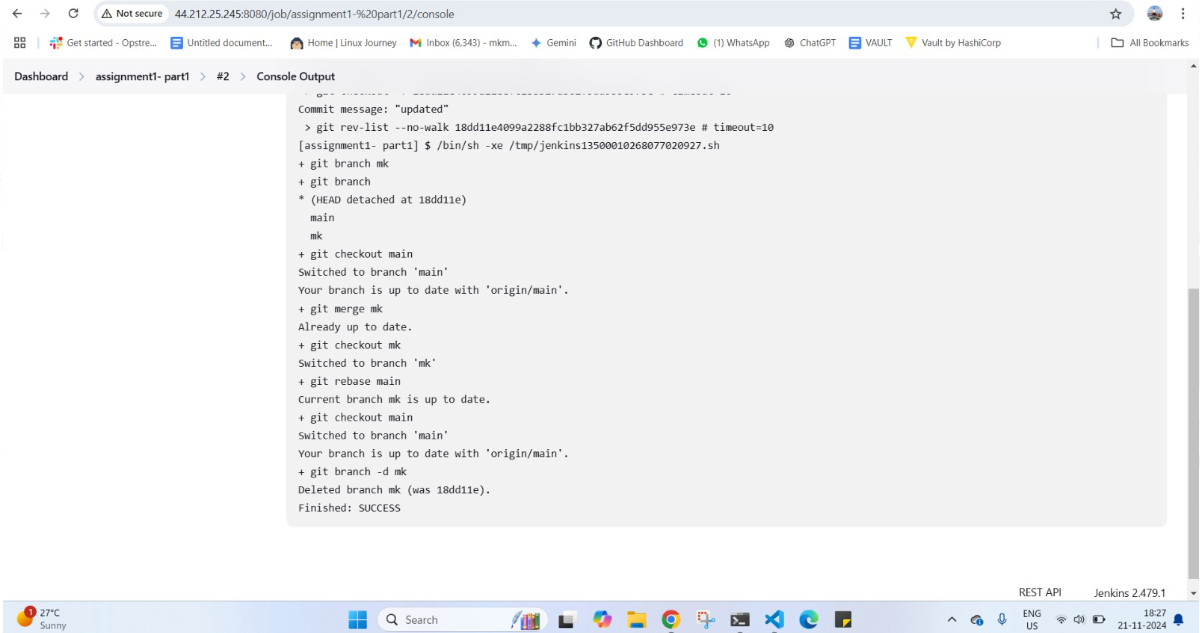 Not secure 44.212.25.245:8080/job/assignment1-%20part1/2/console
Get started - Opstre... Untitled document... Home | Linux Journey Inbox (6,343) - mkm... Gemini GitHub Dashboard (1) WhatsApp ChatGPT VAULT Vault by HashiCorp All Bookmarks
Dashboard > assignment1- part1 > #2 > Console Output
Commit message: "updated"
> git rev-list --no-walk 18dd11e4099a2288fc1bb327ab62f5dd955e973e # timeout=10
[assignment1- part1] $ /bin/sh -xe /tmp/jenkins13500010268077020927.sh
+ git branch mk
+ git branch
* (HEAD detached at 18dd11e)
main
mk
+ git checkout main
Switched to branch 'main'
Your branch is up to date with 'origin/main'.
+ git merge mk
Already up to date.
+ git checkout mk
Switched to branch 'mk'
+ git rebase main
Current branch mk is up to date.
+ git checkout main
Switched to branch 'main'
Your branch is up to date with 'origin/main'.
+ git branch -d mk
Deleted branch mk (was 18dd11e).
Finished: SUCCESS
REST API Jenkins 2.479.1
1 27°C
Sunny
Search
ENG
US
18:27
21-11-2024